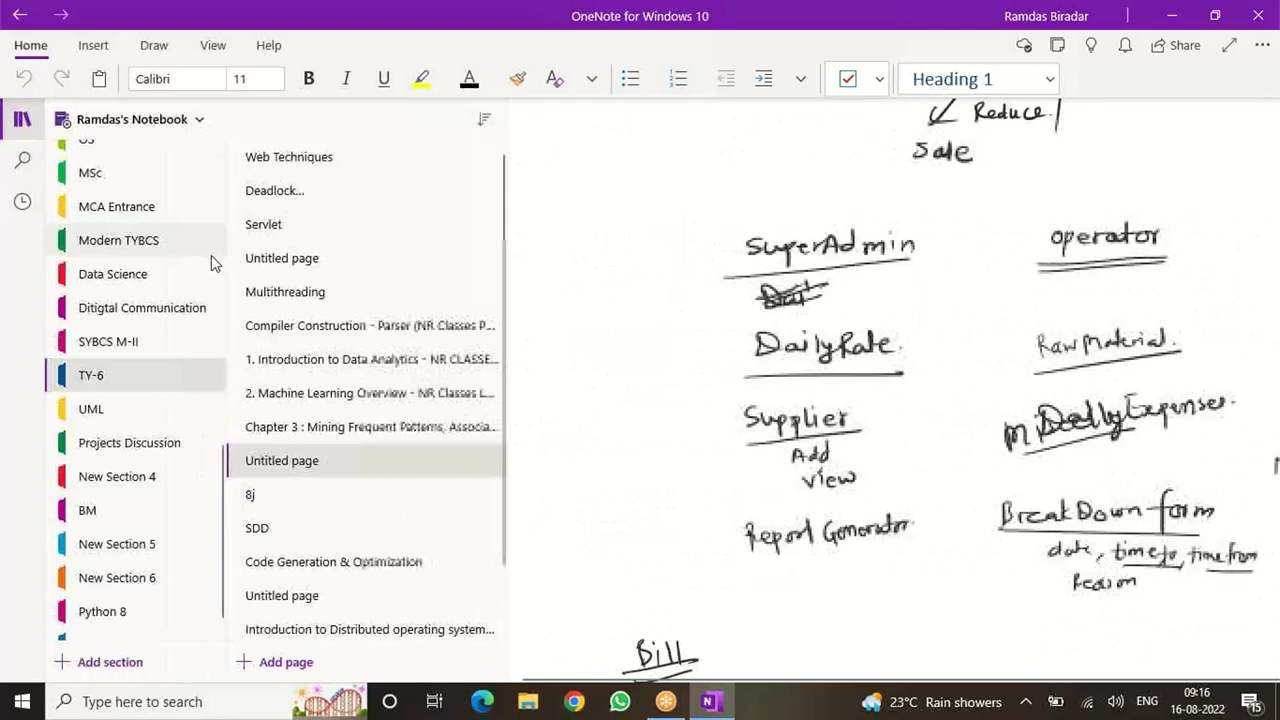 OneNote for Windows 10
Ramdas Biradar
Home Insert Draw View Help
Share
Calibri 11 B I U A A Heading 1
Ramdas's Notebook
OS
MSc
MCA Entrance
Modern TYBCS
Data Science
Ditigtal Communication
SYBCS M-II
TY-6
UML
Projects Discussion
New Section 4
BM
New Section 5
New Section 6
Python 8
Add section
Web Techniques
Deadlock...
Servlet
Untitled page
Multithreading
Compiler Construction - Parser (NR Classes P...
1. Introduction to Data Analytics - NR CLASSE...
2. Machine Learning Overview - NR Classes L...
Chapter 3 : Mining Frequent Patterns, Associa...
Untitled page
8j
SDD
Code Generation & Optimization
Untitled page
Introduction to Distributed operating system...
Add page
Reduce
Sale
SuperAdmin
DailyRate.
Supplier
Add
View
Report Generator
operator
RawMaterial.
Expenses.
BreakDown-form
date, time to, time from
Reason
Bill
Type here to search
23°C Rain showers
ENG
09:16
16-08-2022
15